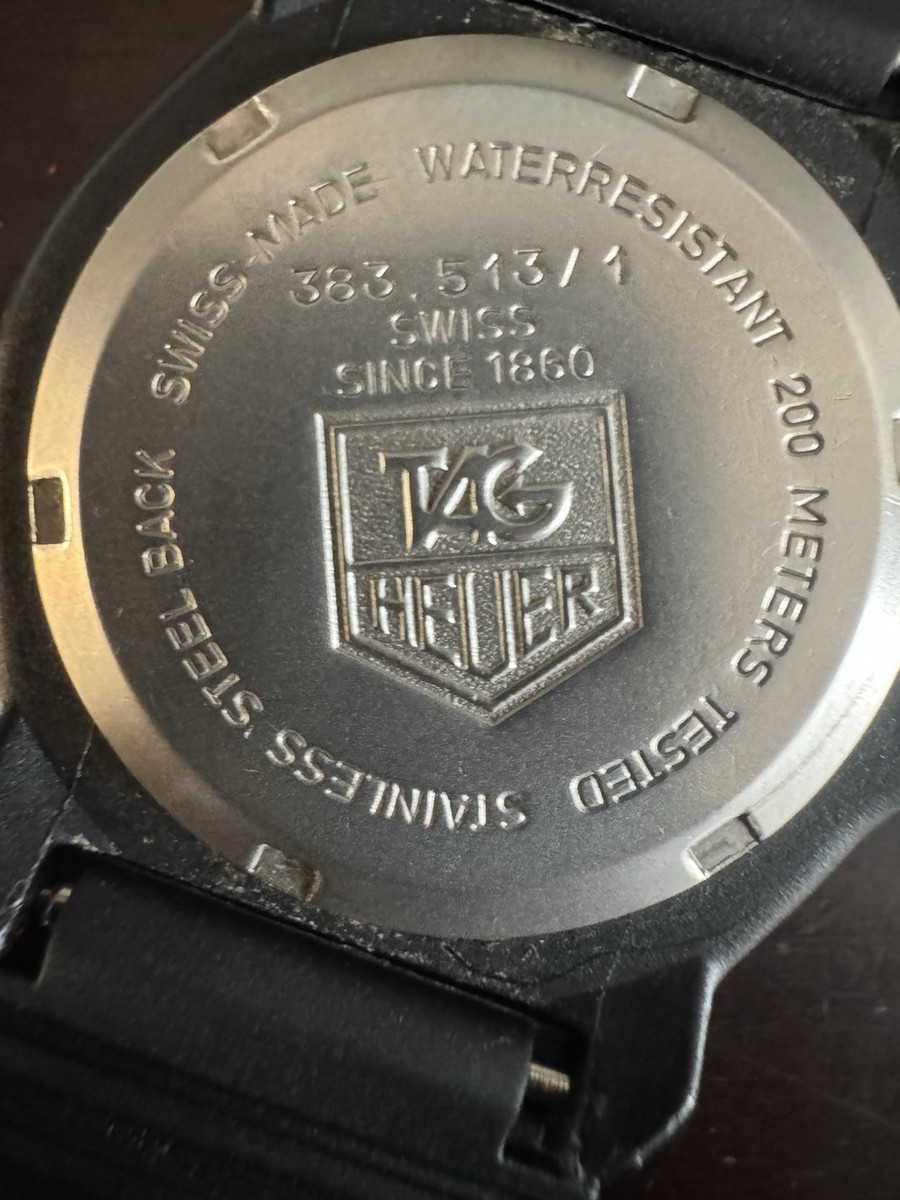 SWISS-MADE WATERRESISTANT 200 METERS TESTED STAINLESS STEEL BACK
383.513/1
SWISS
SINCE 1860
TAG
HEUER